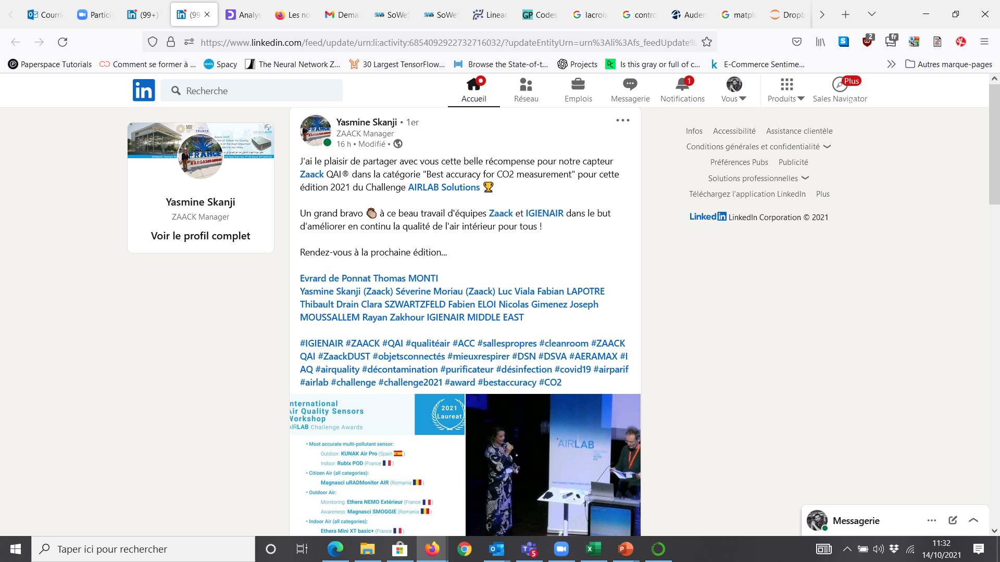 Courri
Partici
(99+)
(99
Analys
Les no
Demar
SoWeS
SoWeS
Linear
Codes
lacroix
contro
Auden
matpl
Dropb
https://www.linkedin.com/feed/update/urn:li:activity:6854092922732716032/?updateEntityUrn=urn%3Ali%3Afs_feedUpdate%
2
fr
Paperspace Tutorials
Comment se former à ...
Spacy
The Neural Network Z...
30 Largest TensorFlow...
Browse the State-of-t...
Projects
Is this gray or full of c...
E-Commerce Sentime...
Autres marque-pages
in
Recherche
Accueil
Réseau
Emplois
Messagerie
1
Notifications
Vous
Produits
Plus
Sales Navigator
FRANCE
IGIENAIR
Yasmine Skanji
ZAACK Manager
Voir le profil complet
Yasmine Skanji • 1er
ZAACK Manager
16 h • Modifié •
J'ai le plaisir de partager avec vous cette belle récompense pour notre capteur
Zaack QAI® dans la catégorie "Best accuracy for CO2 measurement" pour cette
édition 2021 du Challenge AIRLAB Solutions 🏆
Un grand bravo 👏 à ce beau travail d'équipes Zaack et IGIENAIR dans le but
d'améliorer en continu la qualité de l'air intérieur pour tous !
Rendez-vous à la prochaine édition...
Evrard de Ponnat Thomas MONTI
Yasmine Skanji (Zaack) Séverine Moriau (Zaack) Luc Viala Fabian LAPOTRE
Thibault Drain Clara SZWARTZFELD Fabien ELOI Nicolas Gimenez Joseph
MOUSSALLEM Rayan Zakhour IGIENAIR MIDDLE EAST
#IGIENAIR #ZAACK #QAI #qualitéair #ACC #sallespropres #cleanroom #ZAACK
QAI #ZaackDUST #objetsconnectés #mieuxrespirer #DSN #DSVA #AERAMAX #I
AQ #airquality #décontamination #purificateur #désinfection #covid19 #airparif
#airlab #challenge #challenge2021 #award #bestaccuracy #CO2
nternational
ir Quality Sensors
Workshop
AIRLAB Challenge Awards
2021
Laureat
• Most accurate multi-pollutant sensor:
Outdoor: KUNAK Air Pro (Spain 🇪🇸)
Indoor: Rubix POD (France 🇫🇷)
• Citizen Air (all categories):
Magnasci uRADMonitor AIR (Romania 🇷🇴)
• Outdoor Air:
Monitoring: Ethera NEMO Extérieur (France 🇫🇷)
Awareness: Magnasci SMOGGIE (Romania 🇷🇴)
• Indoor Air (all categories):
Ethera Mini XT basic+ (France 🇫🇷)
AIRLAB
Infos
Accessibilité
Assistance clientèle
Conditions générales et confidentialité
Préférences Pubs
Publicité
Solutions professionnelles
Téléchargez l'application LinkedIn
Plus
LinkedIn LinkedIn Corporation © 2021
Messagerie
Taper ici pour rechercher
5
11:32
14/10/2021